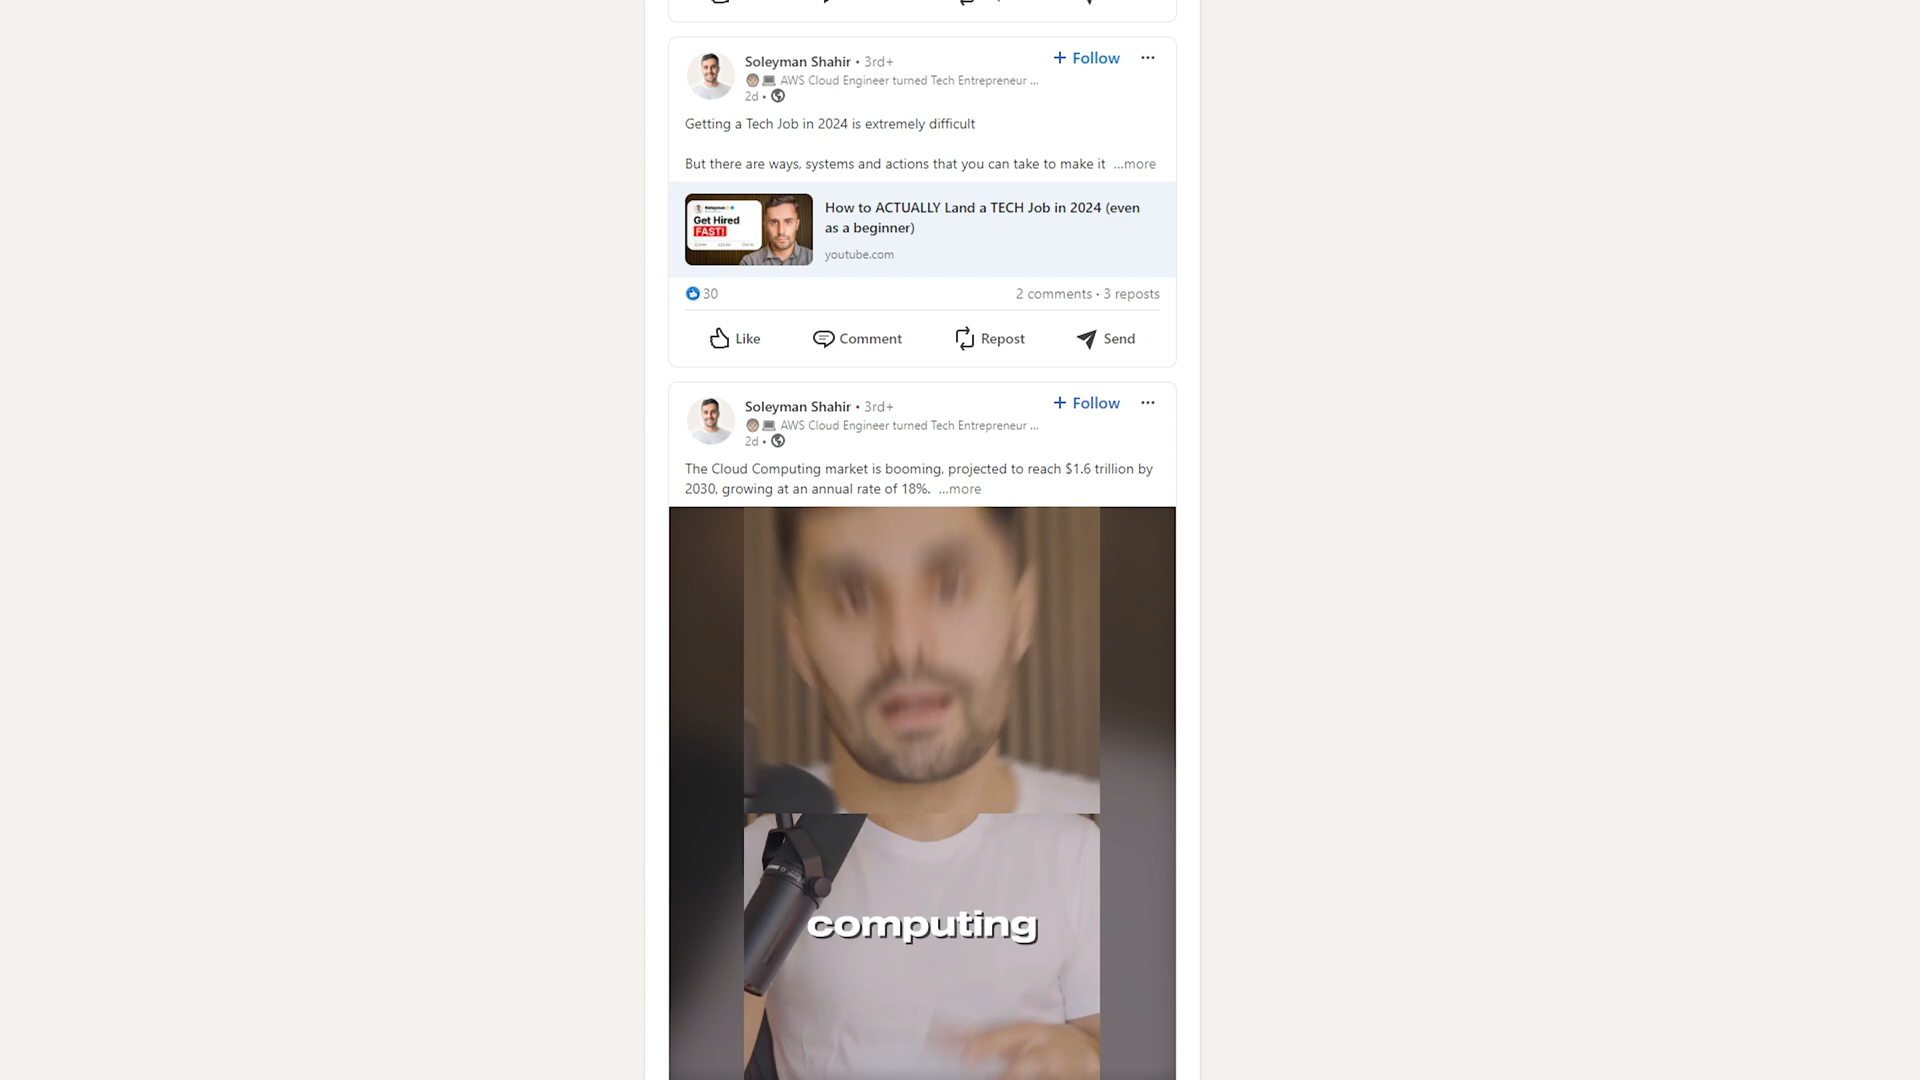 Soleyman Shahir • 3rd+
+ Follow
AWS Cloud Engineer turned Tech Entrepreneur ...
2d •
Getting a Tech Job in 2024 is extremely difficult
But there are ways, systems and actions that you can take to make it ...more
Soleyman
Get Hired
FAST!
How to ACTUALLY Land a TECH Job in 2024 (even
as a beginner)
youtube.com
30
2 comments • 3 reposts
Like
Comment
Repost
Send
Soleyman Shahir • 3rd+
+ Follow
AWS Cloud Engineer turned Tech Entrepreneur ...
2d •
The Cloud Computing market is booming, projected to reach $1.6 trillion by
2030, growing at an annual rate of 18%. ...more
computing